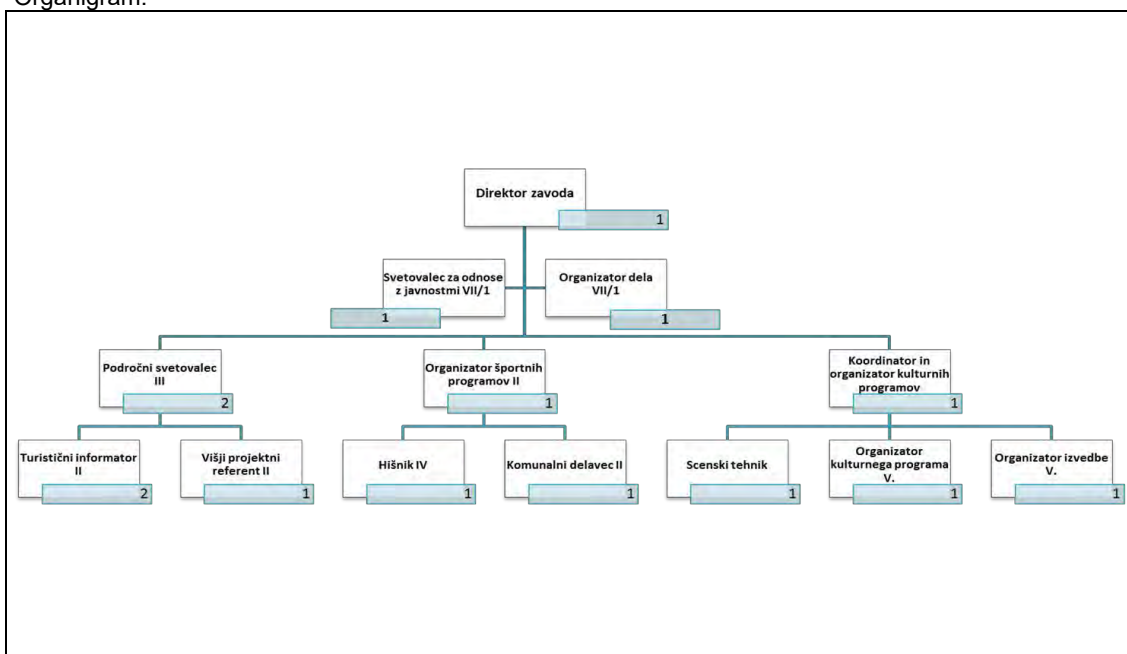 Organigram:
Direktor zavoda
1
Svetovalec za odnose
z javnostmi VII/1
1
Organizator dela
VII/1
1
Področni svetovalec
III
2
Organizator športnih
programov II
1
Koordinator in
organizator kulturnih
programov
1
Turistični informator
II
2
Višji projektni
referent II
1
Hišnik IV
1
Komunalni delavec II
1
Scenski tehnik
1
Organizator
kulturnega programa
V.
1
Organizator izvedbe
V.
1